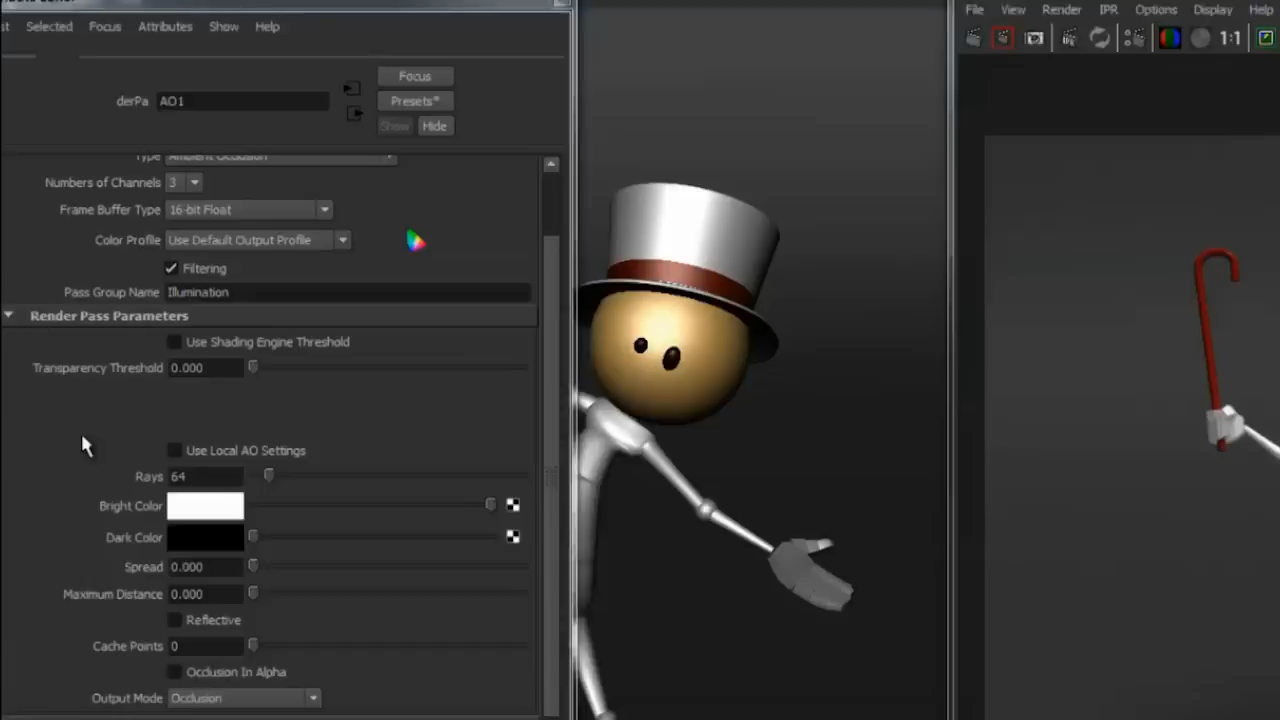 st Selected Focus Attributes Show Help
File View Render IPR Options Display Help
1:1
Focus
derPa AO1
Presets*
Show Hide
Type Ambient Occlusion
Numbers of Channels 3
Frame Buffer Type 16-bit Float
Color Profile Use Default Output Profile
Filtering
Pass Group Name Illumination
Render Pass Parameters
Use Shading Engine Threshold
Transparency Threshold 0.000
Use Local AO Settings
Rays 64
Bright Color
Dark Color
Spread 0.000
Maximum Distance 0.000
Reflective
Cache Points 0
Occlusion In Alpha
Output Mode Occlusion